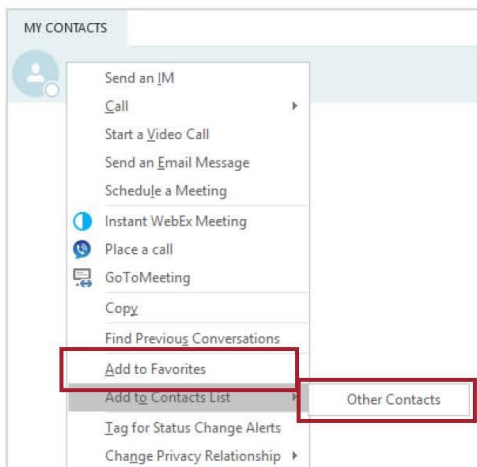 MY CONTACTS
Send an IM
Call
Start a Video Call
Send an Email Message
Schedule a Meeting
Instant WebEx Meeting
Place a call
GoToMeeting
Copy
Find Previous Conversations
Add to Favorites
Add to Contacts List
Other Contacts
Tag for Status Change Alerts
Change Privacy Relationship